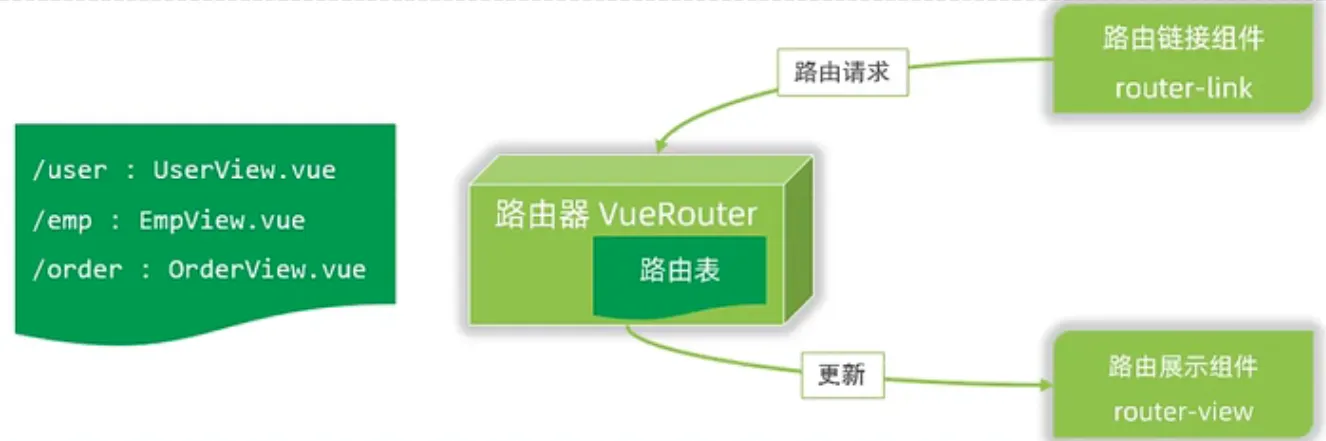 路由链接组件
router-link
路由请求
/user : UserView.vue
/emp : EmpView.vue
/order : OrderView.vue
路由器 VueRouter
路由表
更新
路由展示组件
router-view